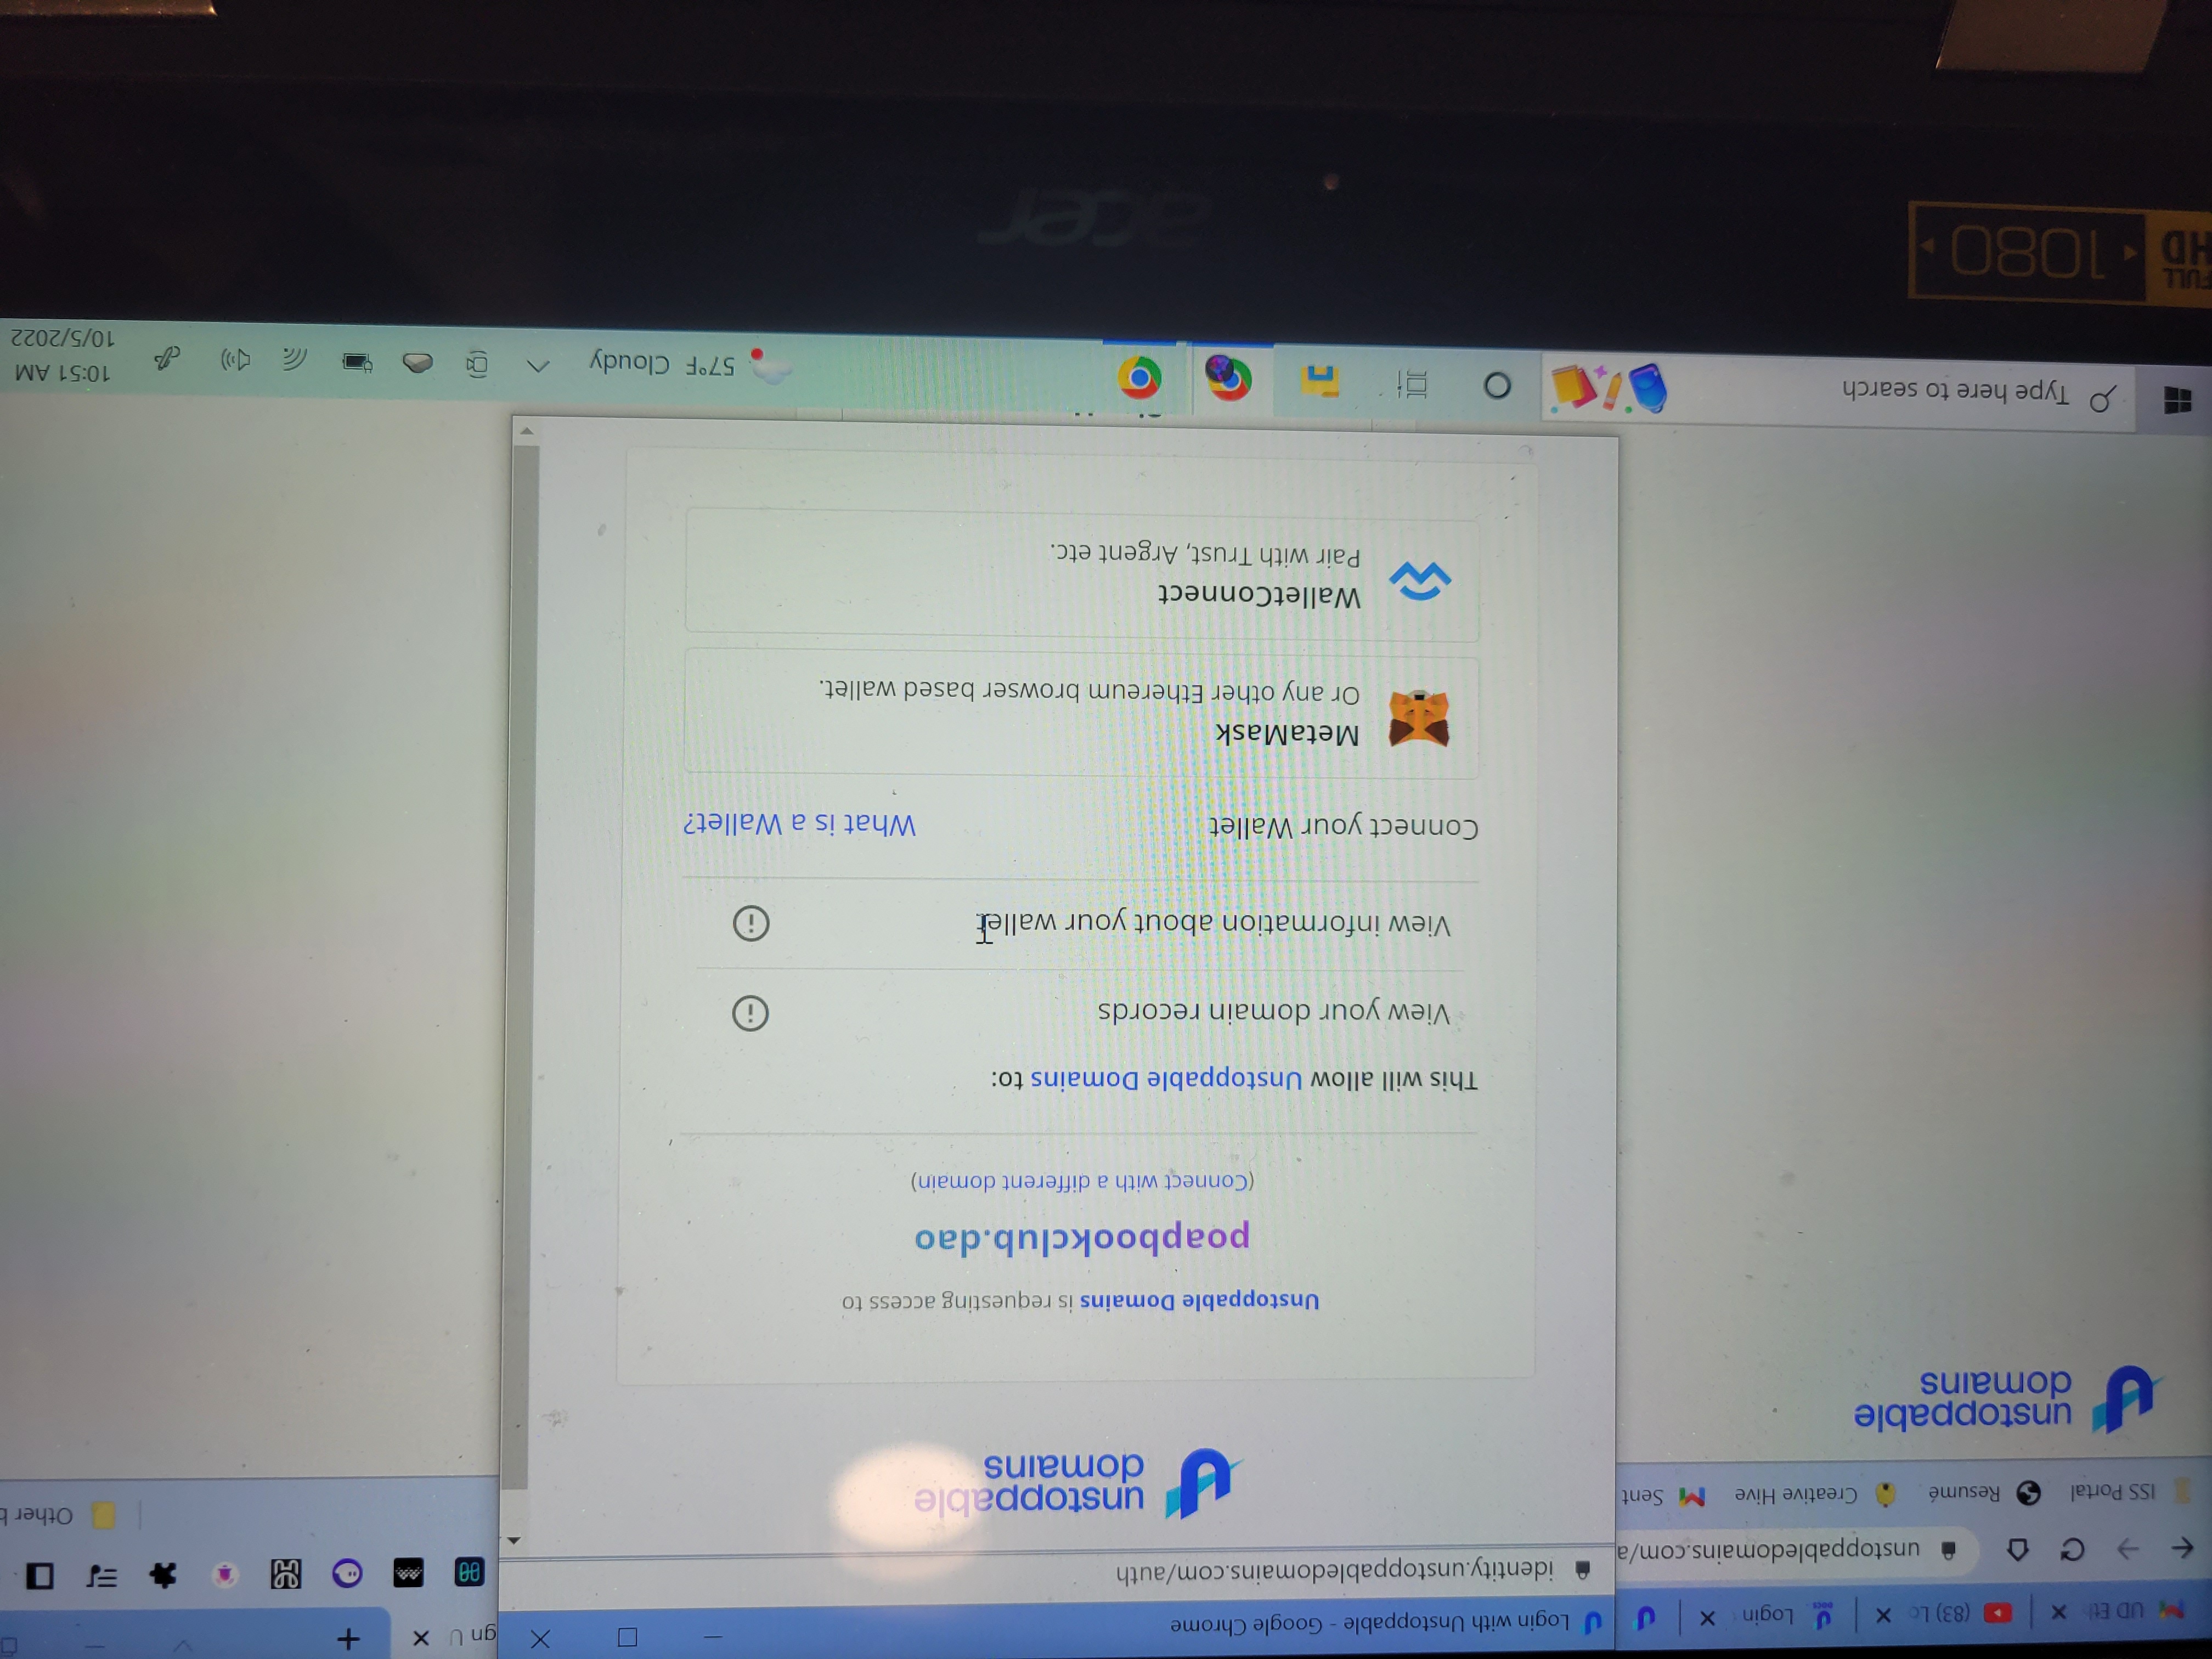 UD Eth
(83) Lo
Login
Login with Unstoppable - Google Chrome
gn U
unstoppabledomains.com/a
identity.unstoppabledomains.com/auth
ISS Portal
Resumé
Creative Hive
Sent
Other b
unstoppable
domains
unstoppable
domains
Unstoppable Domains is requesting access to
poapbookclub.dao
(Connect with a different domain)
This will allow Unstoppable Domains to:
View your domain records
View information about your wallet
Connect your Wallet
What is a Wallet?
MetaMask
Or any other Ethereum browser based wallet.
WalletConnect
Pair with Trust, Argent etc.
Type here to search
57°F Cloudy
10:51 AM
10/5/2022
FULL
HD
1080
acer